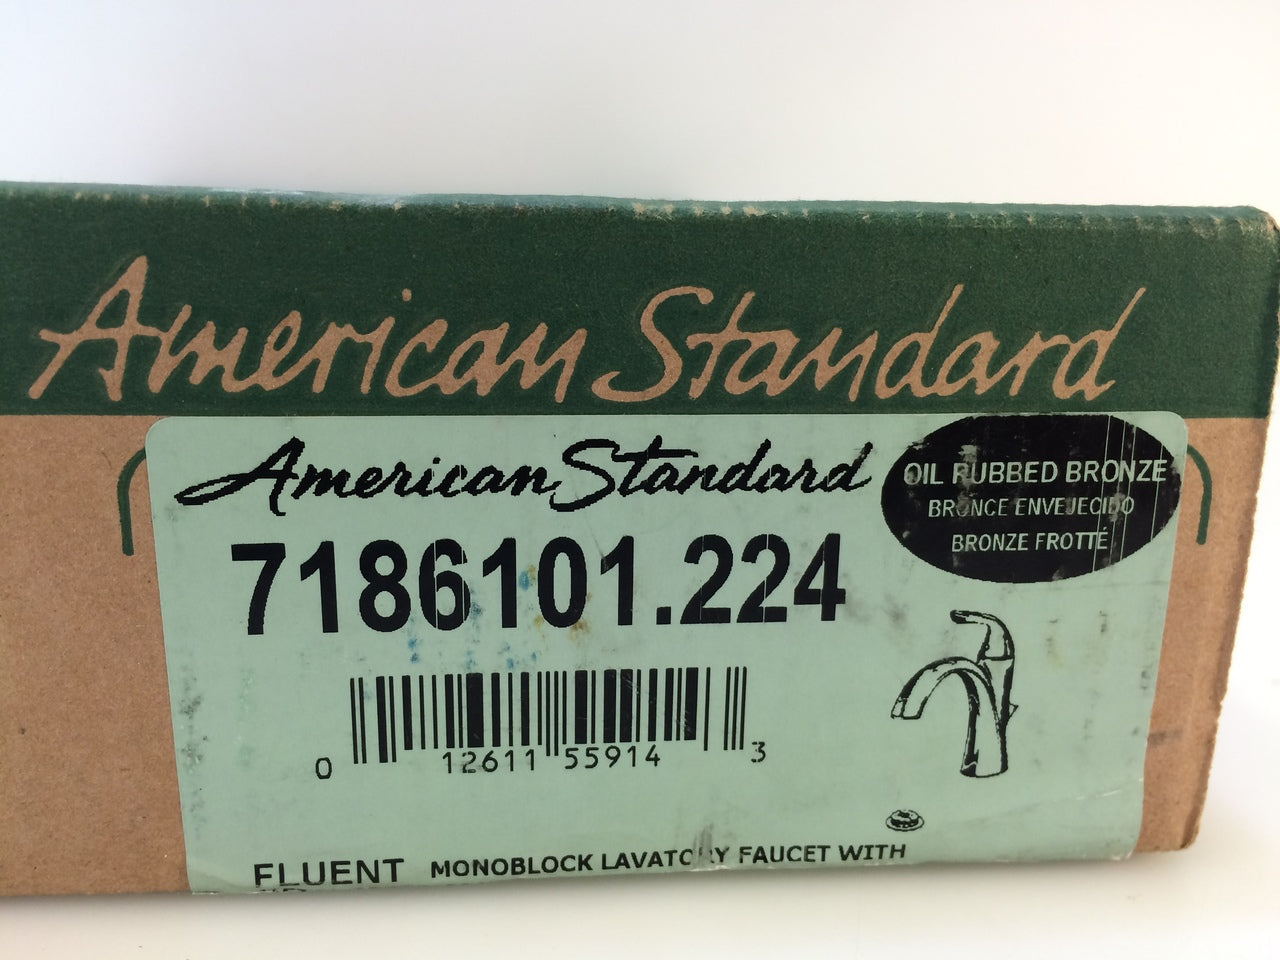 American Standard
American Standard
OIL RUBBED BRONZE
BRONCE ENVEJECIDO
BRONZE FROTTÉ
7186101.224
0 12611 55914 3
FLUENT MONOBLOCK LAVATORY FAUCET WITH